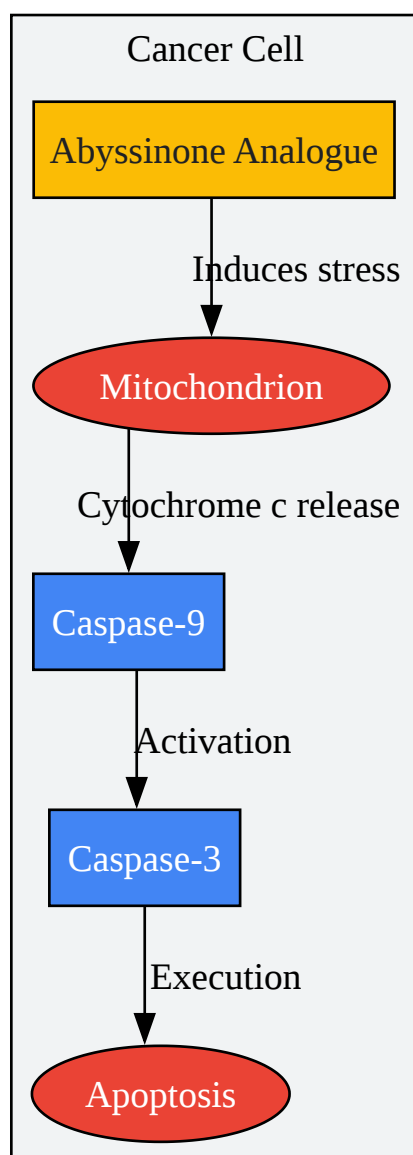 Cancer Cell
Abyssinone Analogue
Induces stress
Mitochondrion
Cytochrome c release
Caspase-9
Activation
Caspase-3
Execution
Apoptosis